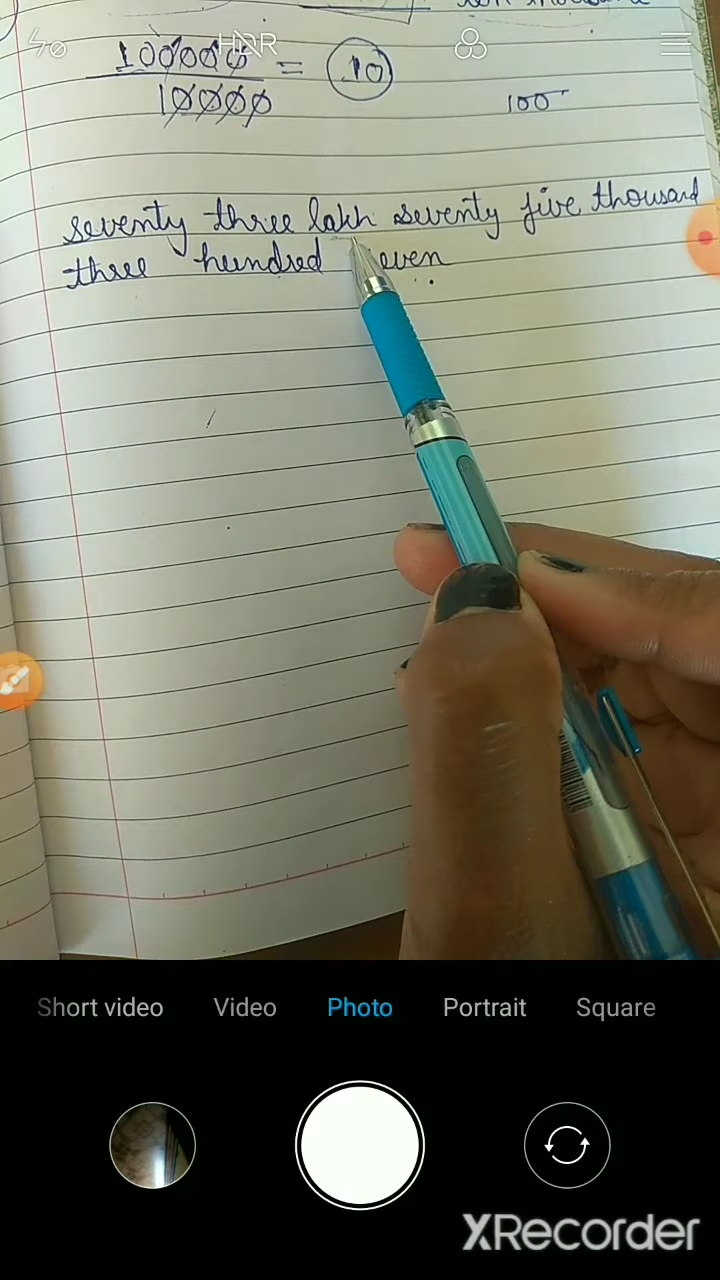 HDR
100000 = 10
10000
100
seventy three lakh seventy five thousand
three hundred even
Short video Video Photo Portrait Square
XRecorder